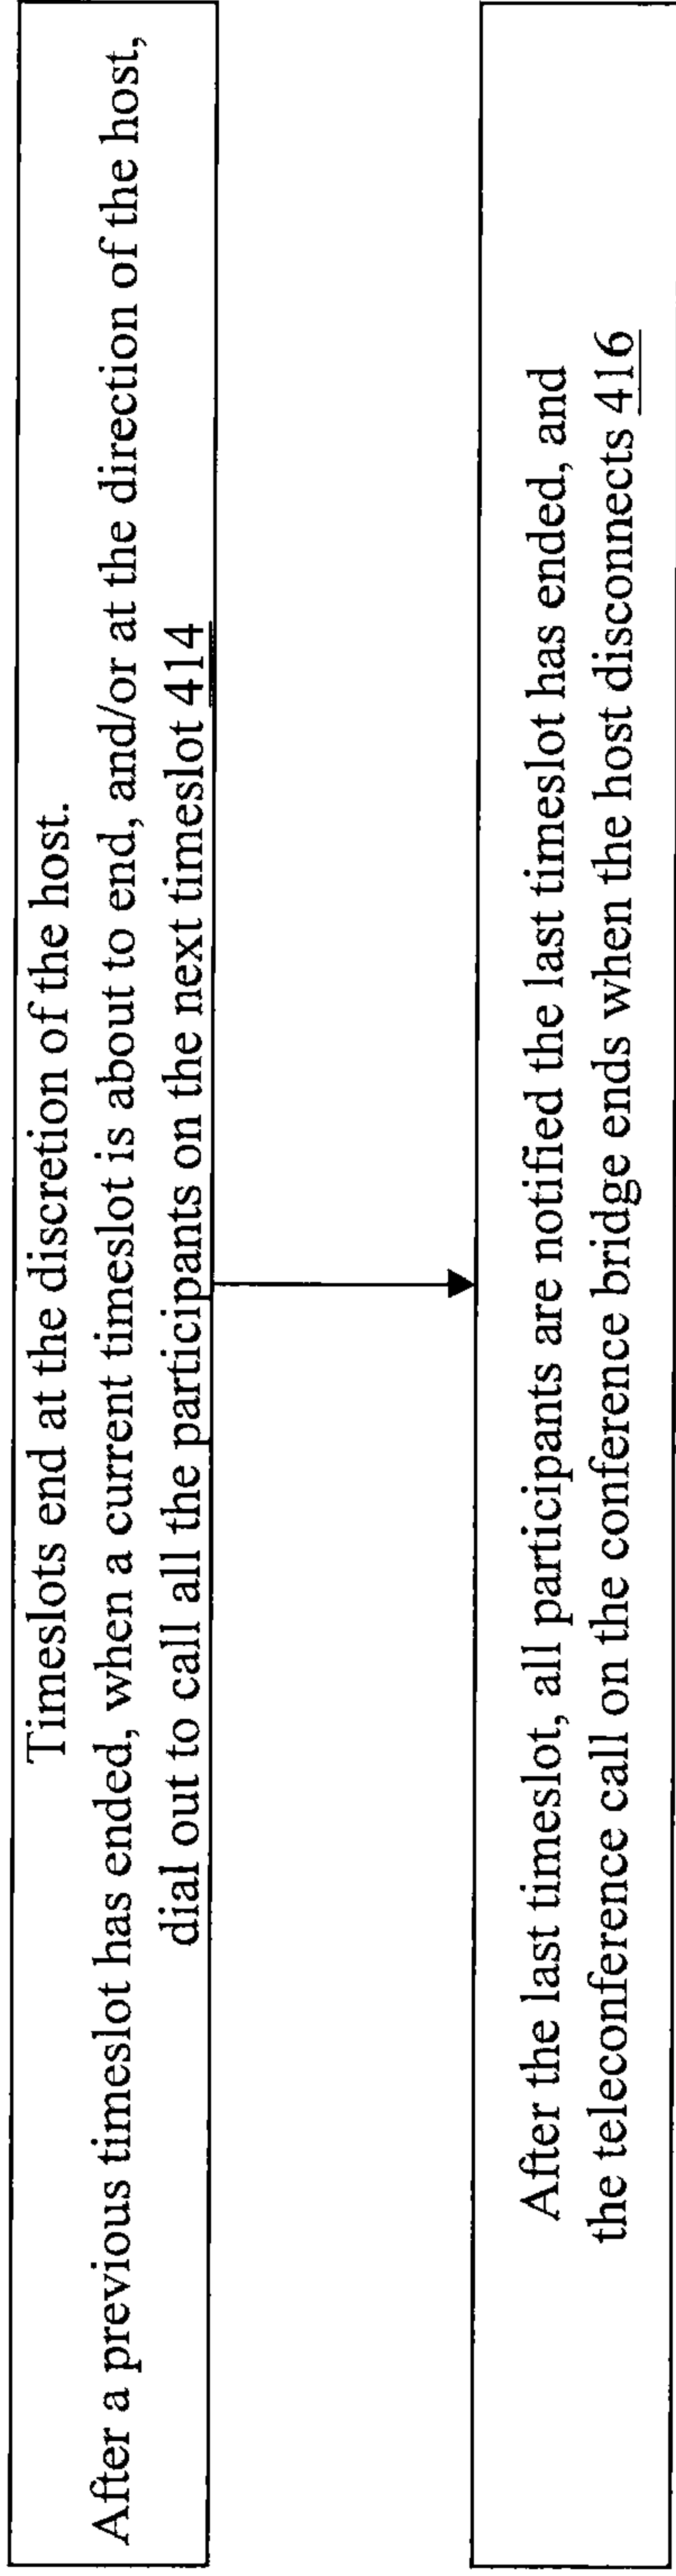 Timeslots end at the discretion of the host.
After a previous timeslot has ended, when a current timeslot is about to end, and/or at the direction of the host,
dial out to call all the participants on the next timeslot 414
After the last timeslot, all participants are notified the last timeslot has ended, and
the teleconference call on the conference bridge ends when the host disconnects 416